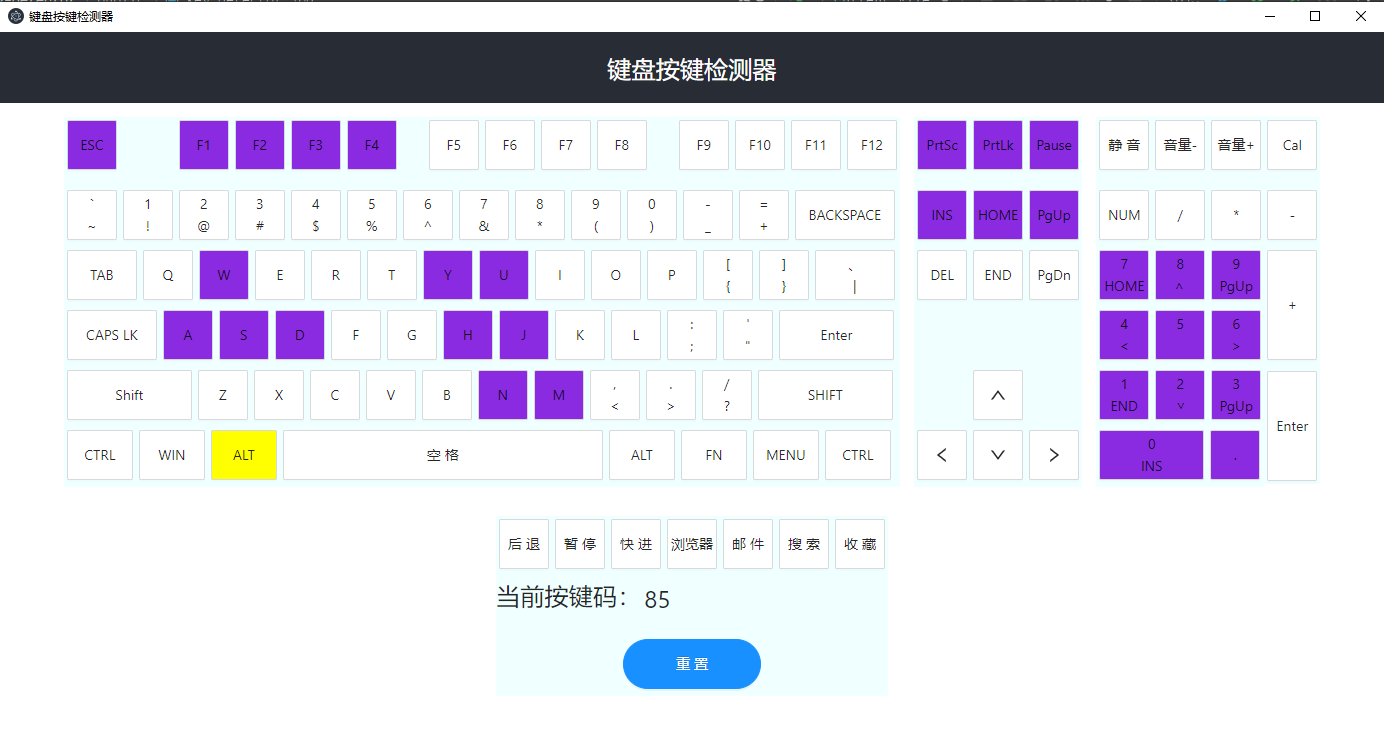 键盘按键检测器
键盘按键检测器
ESC F1 F2 F3 F4 F5 F6 F7 F8 F9 F10 F11 F12 PrtSc PrtLk Pause 静 音 音量- 音量+ Cal
` 1 2 3 4 5 6 7 8 9 0 - =
~ ! @ # $ % ^ & * ( ) _ +
BACKSPACE INS HOME PgUp NUM / * -
TAB Q W E R T Y U I O P [ ] ` DEL END PgDn 7 8 9
{ } | HOME ^ PgUp
+
CAPS LK A S D F G H J K L : ' Enter 4 5 6
; " < >
Shift Z X C V B N M , . / SHIFT ^ 1 2 3
< > ? END ˅ PgUp
Enter
CTRL WIN ALT 空 格 ALT FN MENU CTRL < ˅ > 0 .
INS
后 退 暂 停 快 进 浏览器 邮 件 搜 索 收 藏
当前按键码： 85
重 置